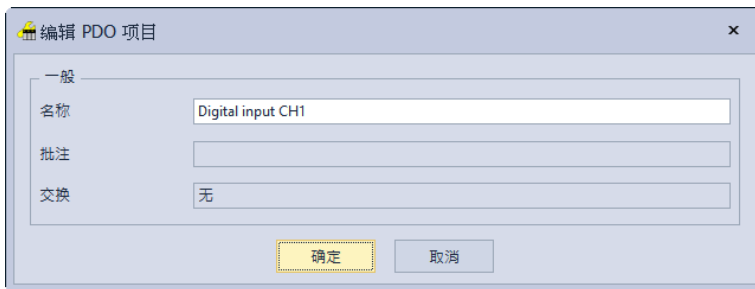 编辑 PDO 项目
一般
名称 Digital input CH1
批注
交换 无
确定 取消